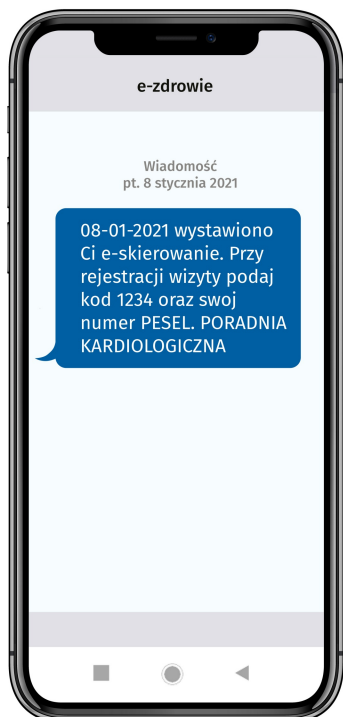 e-zdrowie
Wiadomość
pt. 8 stycznia 2021
08-01-2021 wystawiono
Ci e-skierowanie. Przy
rejestracji wizyty podaj
kod 1234 oraz swoj
numer PESEL. PORADNIA
KARDIOLOGICZNA